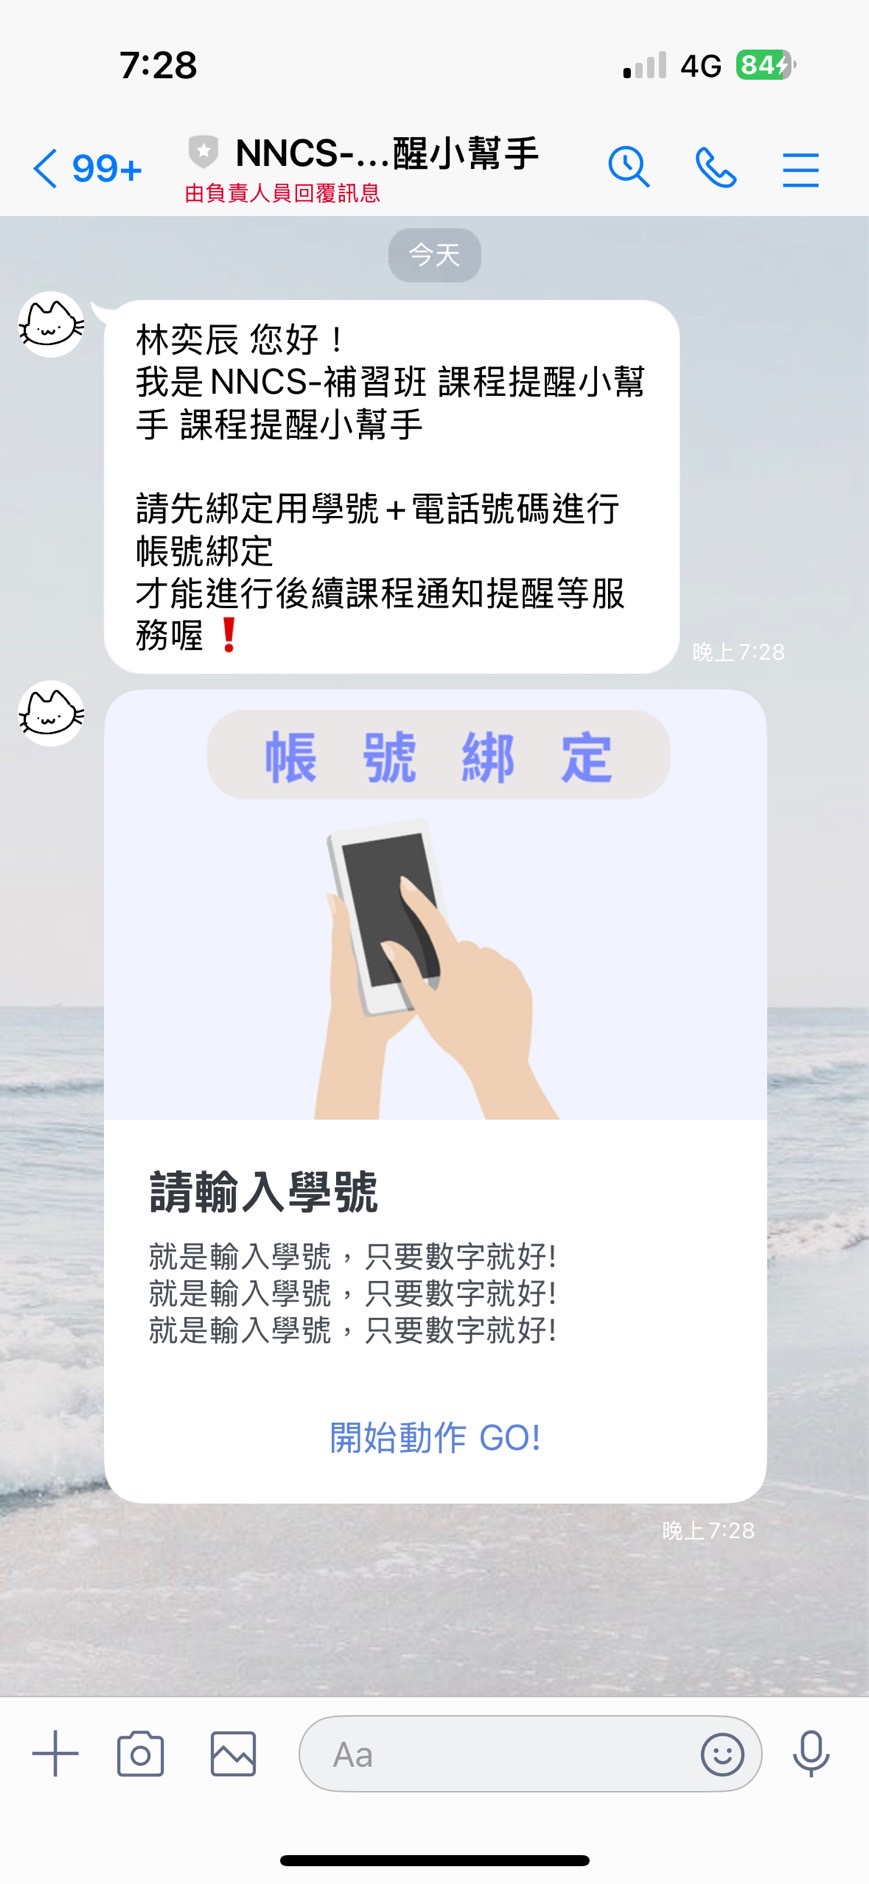 7:28
4G
84
99+
NNCS-...醒小幫手
由負責人員回覆訊息
今天
林奕辰 您好！
我是NNCS-補習班 課程提醒小幫
手 課程提醒小幫手
請先綁定用學號+電話號碼進行
帳號綁定
才能進行後續課程通知提醒等服
務喔❗
晚上7:28
帳 號 綁 定
請輸入學號
就是輸入學號，只要數字就好!
就是輸入學號，只要數字就好!
就是輸入學號，只要數字就好!
開始動作 GO!
晚上7:28
Aa